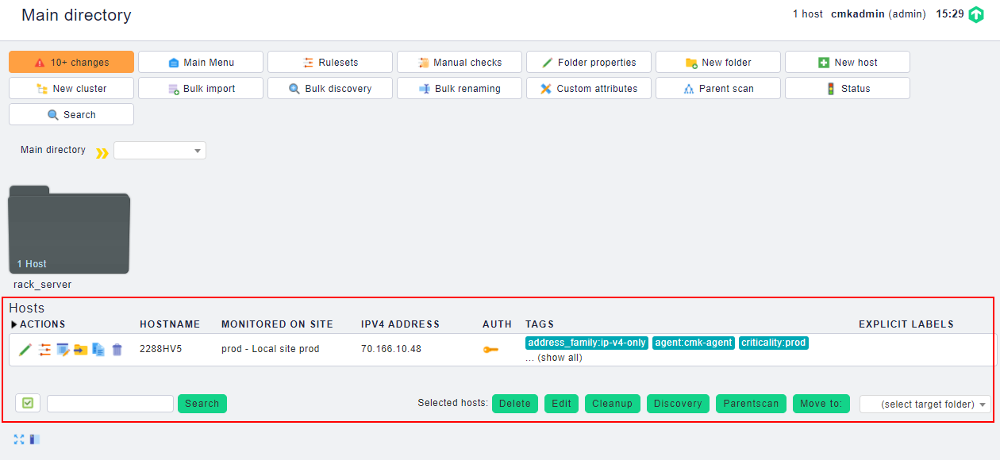 Main directory
1 host cmkadmin (admin) 15:29
10+ changes Main Menu Rulesets Manual checks Folder properties New folder New host
New cluster Bulk import Bulk discovery Bulk renaming Custom attributes Parent scan Status
Search
Main directory
1 Host
rack_server
Hosts
ACTIONS HOSTNAME MONITORED ON SITE IPV4 ADDRESS AUTH TAGS EXPLICIT LABELS
2288HV5 prod - Local site prod 70.166.10.48 address_family:ip-v4-only agent:cmk-agent criticality:prod
... (show all)
Search Selected hosts: Delete Edit Cleanup Discovery Parentscan Move to: (select target folder)